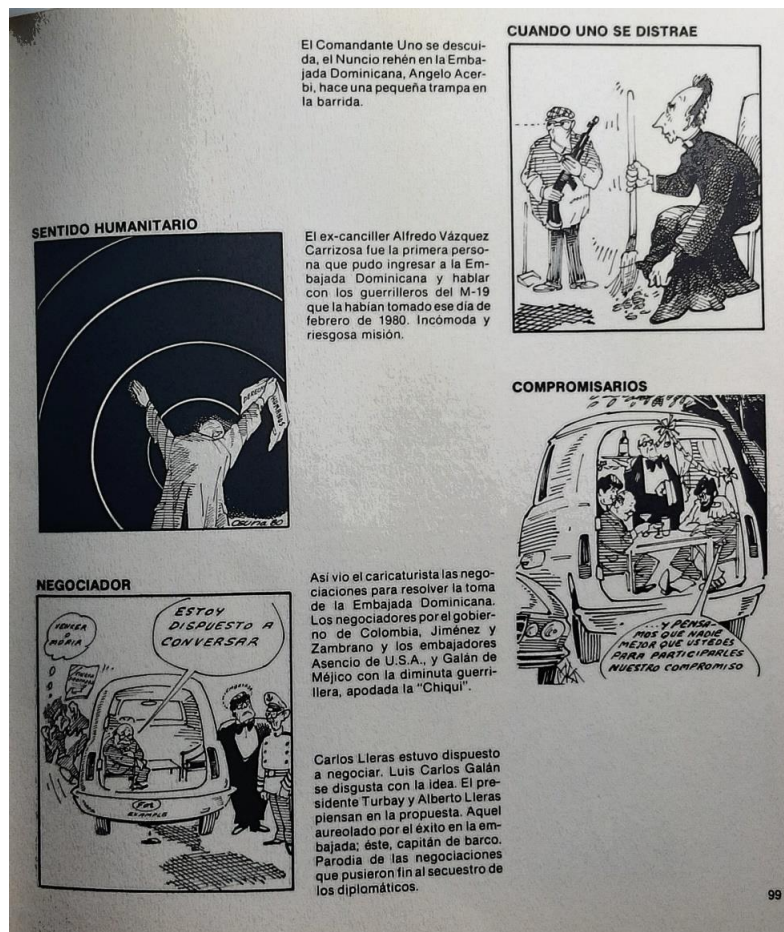 El Comandante Uno se descui-
da, el Nuncio rehén en la Emba-
jada Dominicana, Angelo Acer-
bi, hace una pequeña trampa en
la barrida.
CUANDO UNO SE DISTRAE
SENTIDO HUMANITARIO
DERECHOS
HUMANOS
OSUNA 80
El ex-canciller Alfredo Vázquez
Carrizosa fue la primera perso-
na que pudo ingresar a la Em-
bajada Dominicana y hablar
con los guerrilleros del M-19
que la habían tomado ese día de
febrero de 1980. Incómoda y
riesgosa misión.
COMPROMISARIOS
...Y PENSA-
MOS QUE NADIE
MEJOR QUE USTEDES
PARA PARTICIPARLES
NUESTRO COMPROMISO
NEGOCIADOR
VENCER
O
MORIR
ESTOY
DISPUESTO A
CONVERSAR
EMBAJADA
For
EXAMPLE
Así vio el caricaturista las nego-
ciaciones para resolver la toma
de la Embajada Dominicana.
Los negociadores por el gobier-
no de Colombia, Jiménez y
Zambrano y los embajadores
Asencio de U.S.A., y Galán de
Méjico con la diminuta guerri-
llera, apodada la "Chiqui".
Carlos Lleras estuvo dispuesto
a negociar. Luis Carlos Galán
se disgusta con la idea. El pre-
sidente Turbay y Alberto Lleras
piensan en la propuesta. Aquel
aureolado por el éxito en la em-
bajada; éste, capitán de barco.
Parodia de las negociaciones
que pusieron fin al secuestro de
los diplomáticos.
99